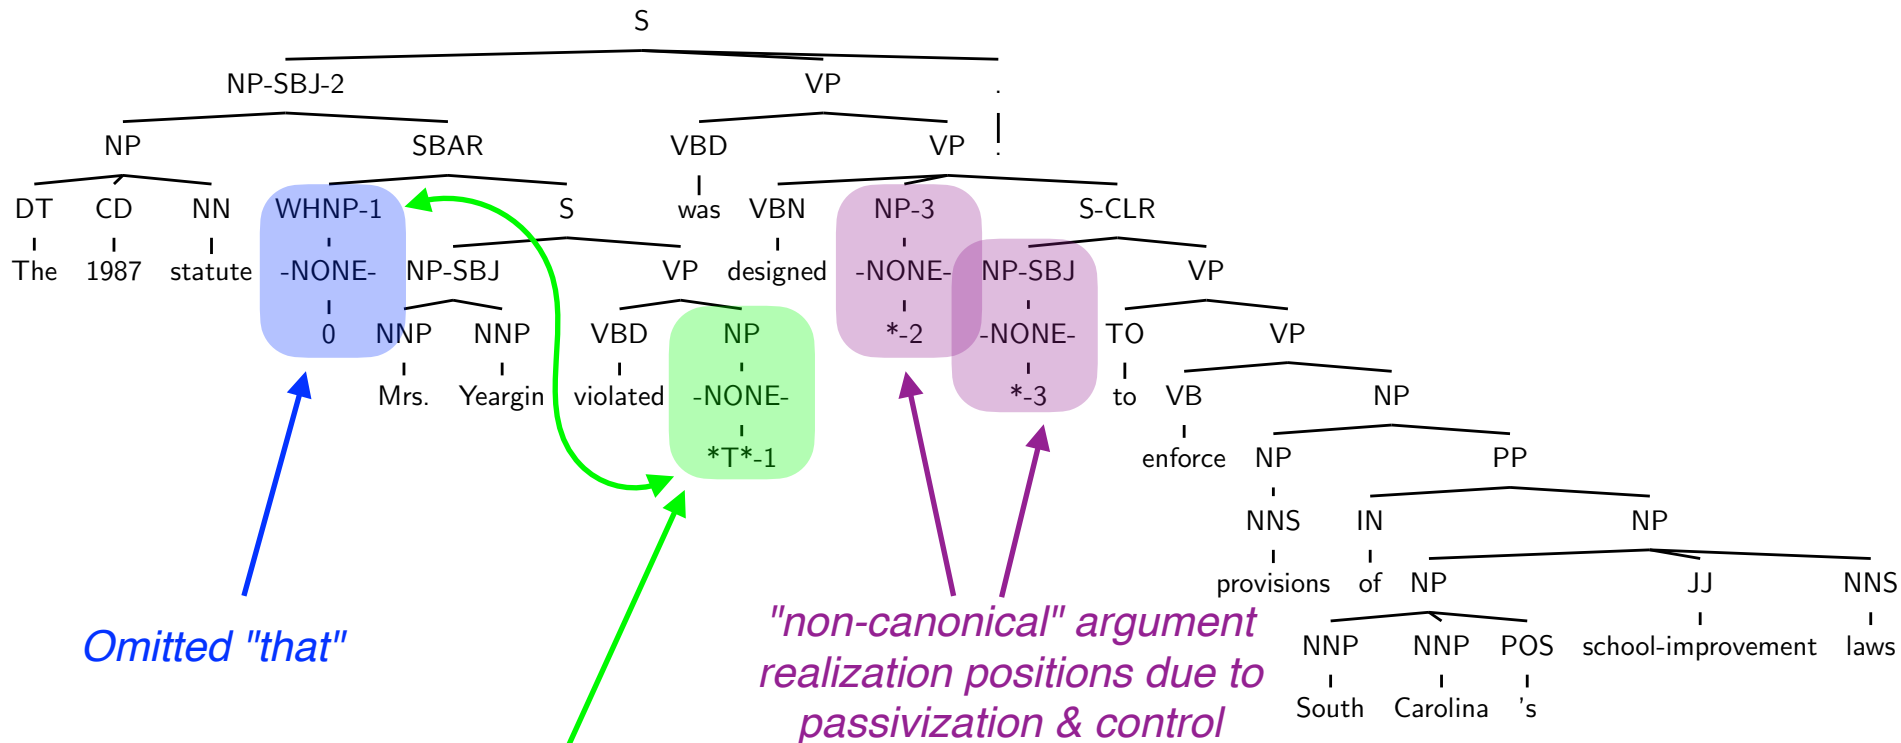 S
NP-SBJ-2 VP .
NP SBAR VBD VP .
DT CD NN WHNP-1 S was VBN NP-3 S-CLR
The 1987 statute -NONE- NP-SBJ VP designed -NONE- NP-SBJ VP
0 NNP NNP VBD NP *-2 -NONE- TO VP
Mrs. Yeargin violated -NONE- *-3 to VB NP
*T*-1 enforce NP PP
NNS IN NP
provisions of NP JJ NNS
NNP NNP POS school-improvement laws
South Carolina 's
Omitted "that"
"non-canonical" argument
realization positions due to
passivization & control